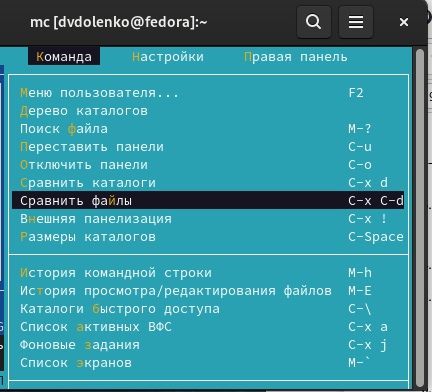 mc [dvdolenko@fedora]:~
Команда Настройки Правая панель
Меню пользователя... F2
Дерево каталогов
Поиск файла M-?
Переставить панели C-u
Отключить панели C-o
Сравнить каталоги C-x d
Сравнить файлы C-x C-d
Внешняя панелизация C-x !
Размеры каталогов C-Space
История командной строки M-h
История просмотра/редактирования файлов M-E
Каталоги быстрого доступа C-\
Список активных ВФС C-x a
Фоновые задания C-x j
Список экранов M-`